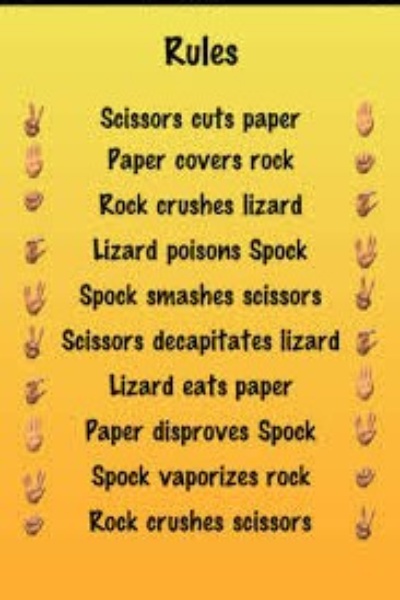 Rules
Scissors cuts paper
Paper covers rock
Rock crushes lizard
Lizard poisons Spock
Spock smashes scissors
Scissors decapitates lizard
Lizard eats paper
Paper disproves Spock
Spock vaporizes rock
Rock crushes scissors